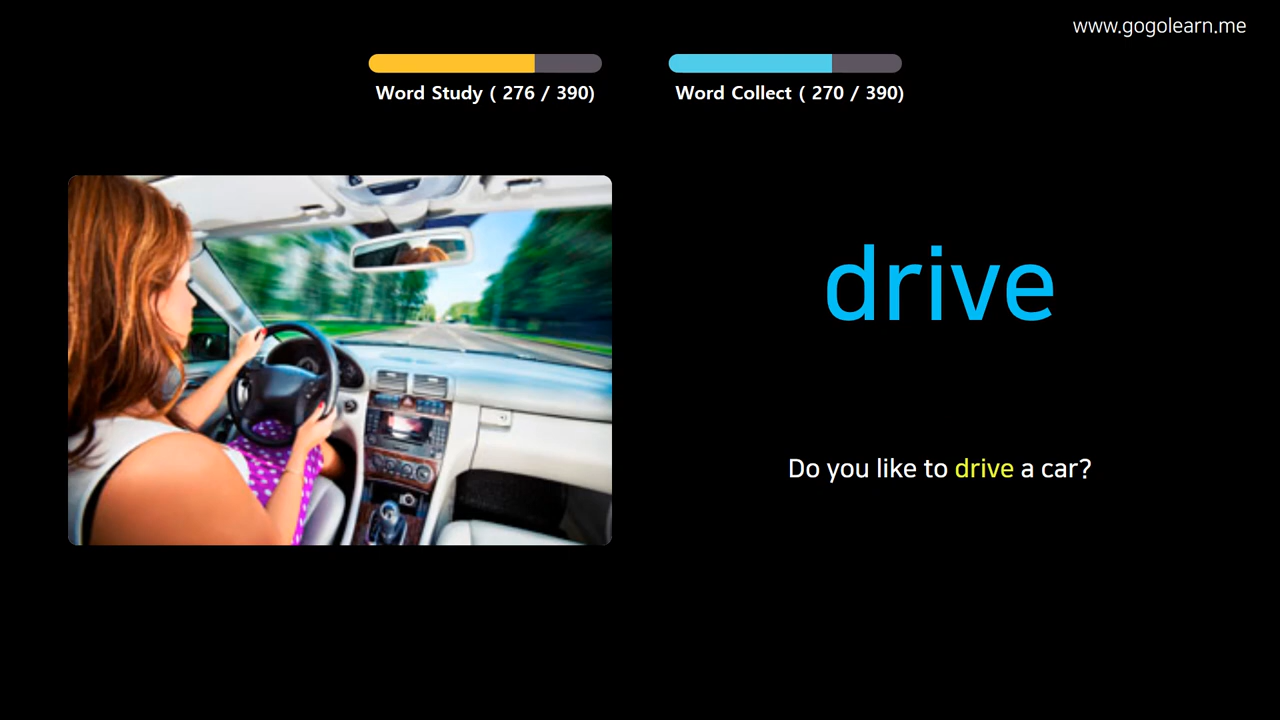 www.gogolearn.me
Word Study ( 276 / 390)
Word Collect ( 270 / 390)
drive
Do you like to drive a car?